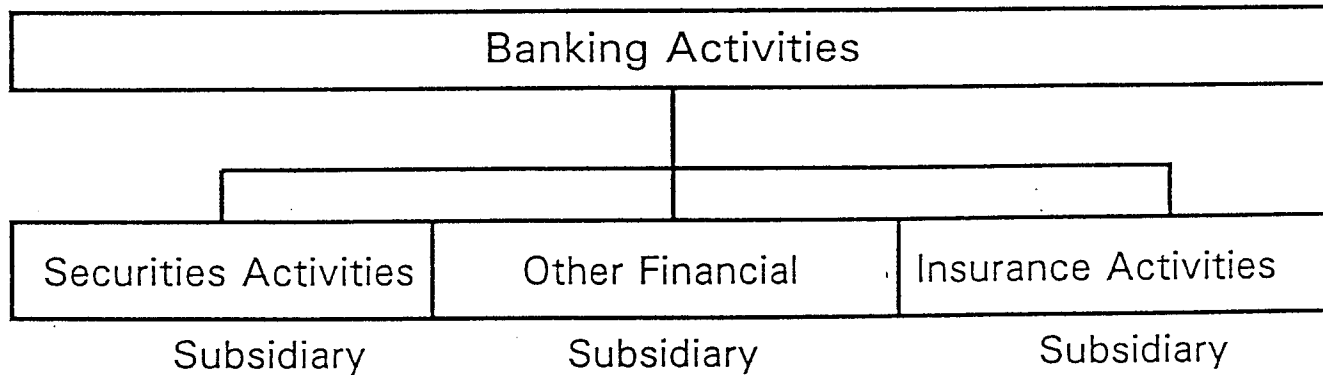 Banking Activities
Securities Activities Other Financial Insurance Activities
Subsidiary Subsidiary Subsidiary